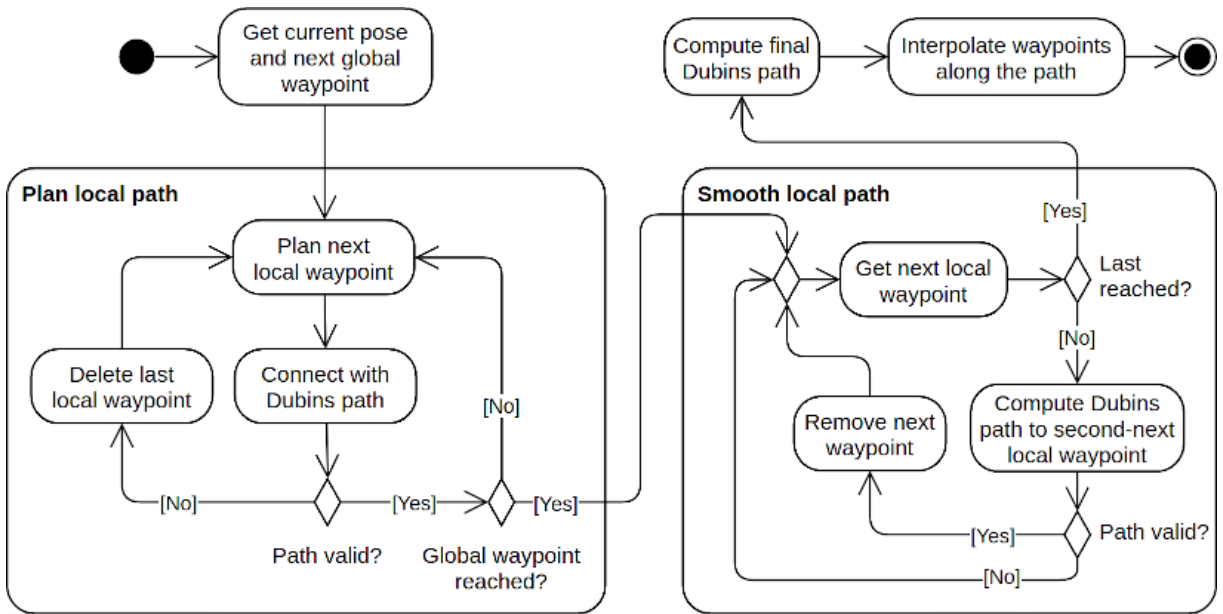 Get current pose
and next global
waypoint
Compute final
Dubins path
Interpolate waypoints
along the path
Plan local path
Plan next
local waypoint
Delete last
local waypoint
Connect with
Dubins path
[No]
[No]
[Yes]
[Yes]
Path valid?
Global waypoint
reached?
Smooth local path
[Yes]
Get next local
waypoint
Last
reached?
[No]
Remove next
waypoint
Compute Dubins
path to second-next
local waypoint
[Yes]
Path valid?
[No]